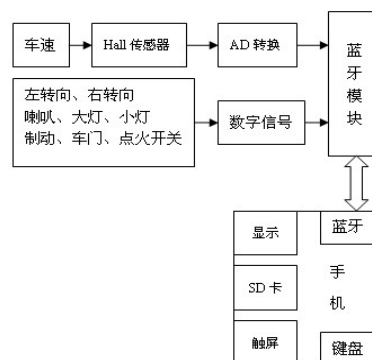 车速
Hall 传感器
AD 转换
蓝
牙
模
块
左转向、右转向
喇叭、大灯、小灯
制动、车门、点火开关
数字信号
显示
蓝牙
手
机
SD 卡
触屏
键盘